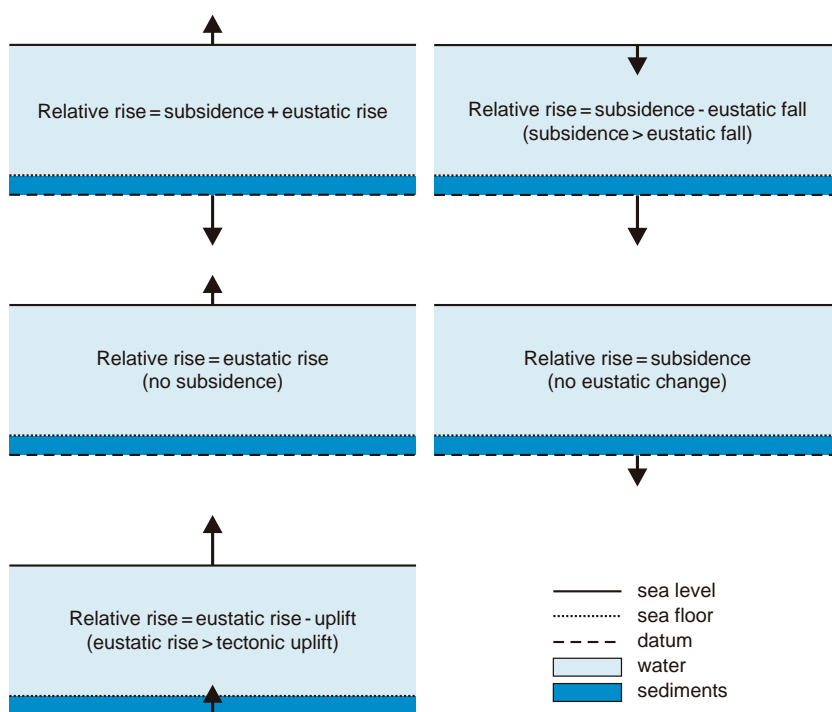 Relative rise = subsidence + eustatic rise
Relative rise = subsidence - eustatic fall
(subsidence > eustatic fall)
Relative rise = eustatic rise
(no subsidence)
Relative rise = subsidence
(no eustatic change)
Relative rise = eustatic rise - uplift
(eustatic rise > tectonic uplift)
sea level
sea floor
datum
water
sediments